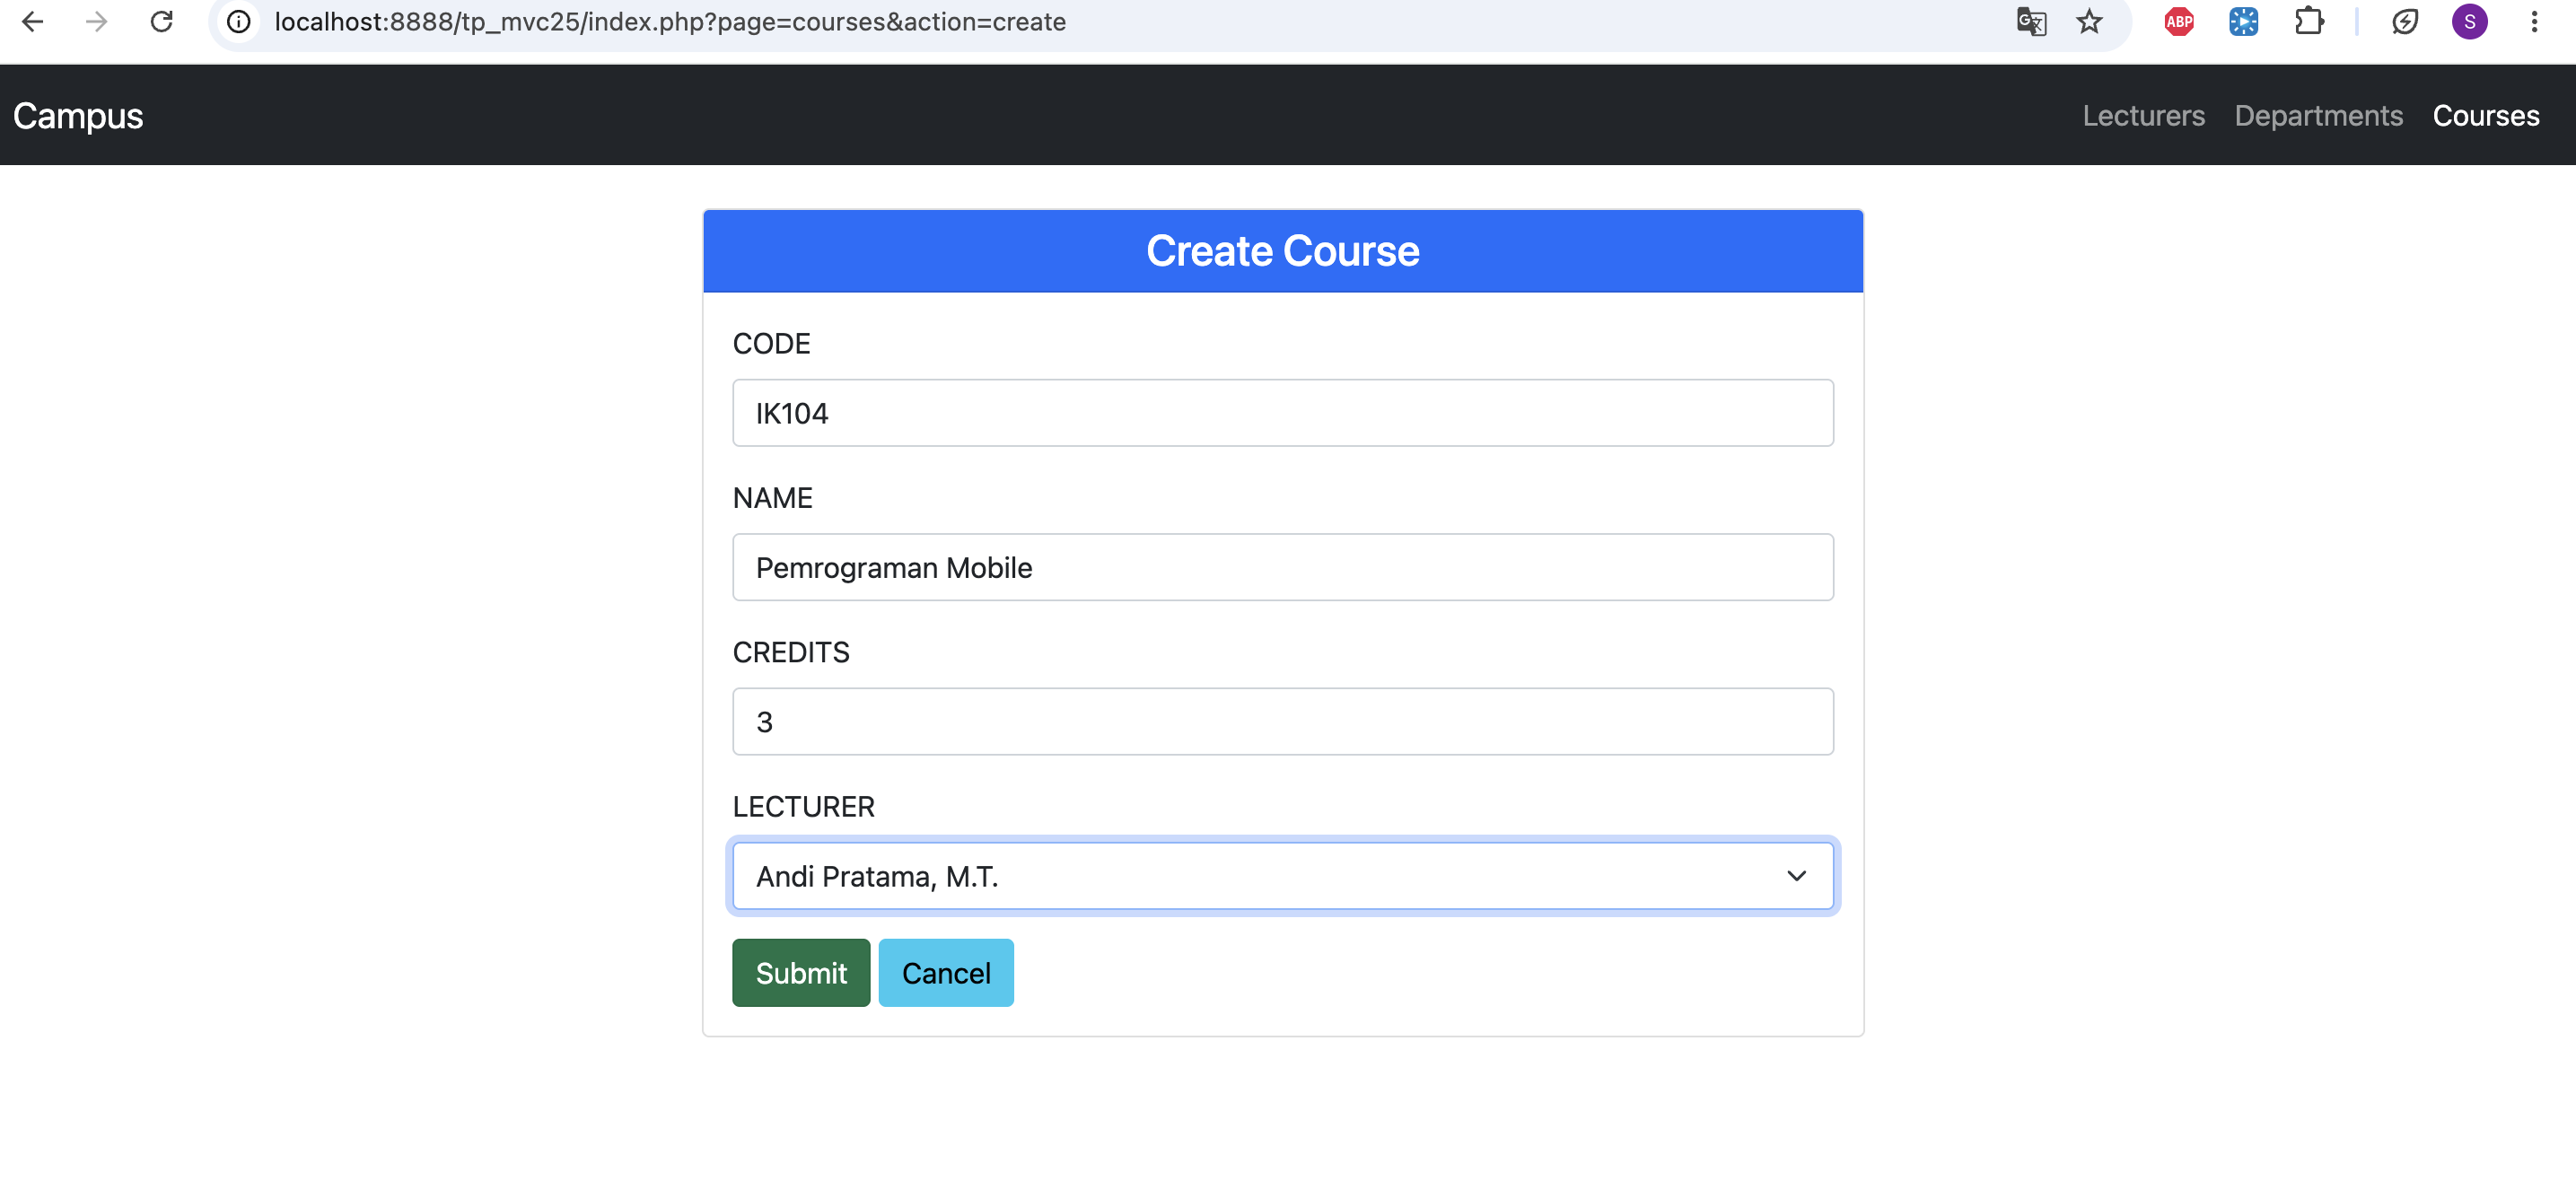 localhost:8888/tp_mvc25/index.php?page=courses&action=create
ABP
S
Campus
Lecturers Departments Courses
Create Course
CODE
IK104
NAME
Pemrograman Mobile
CREDITS
3
LECTURER
Andi Pratama, M.T.
Submit Cancel